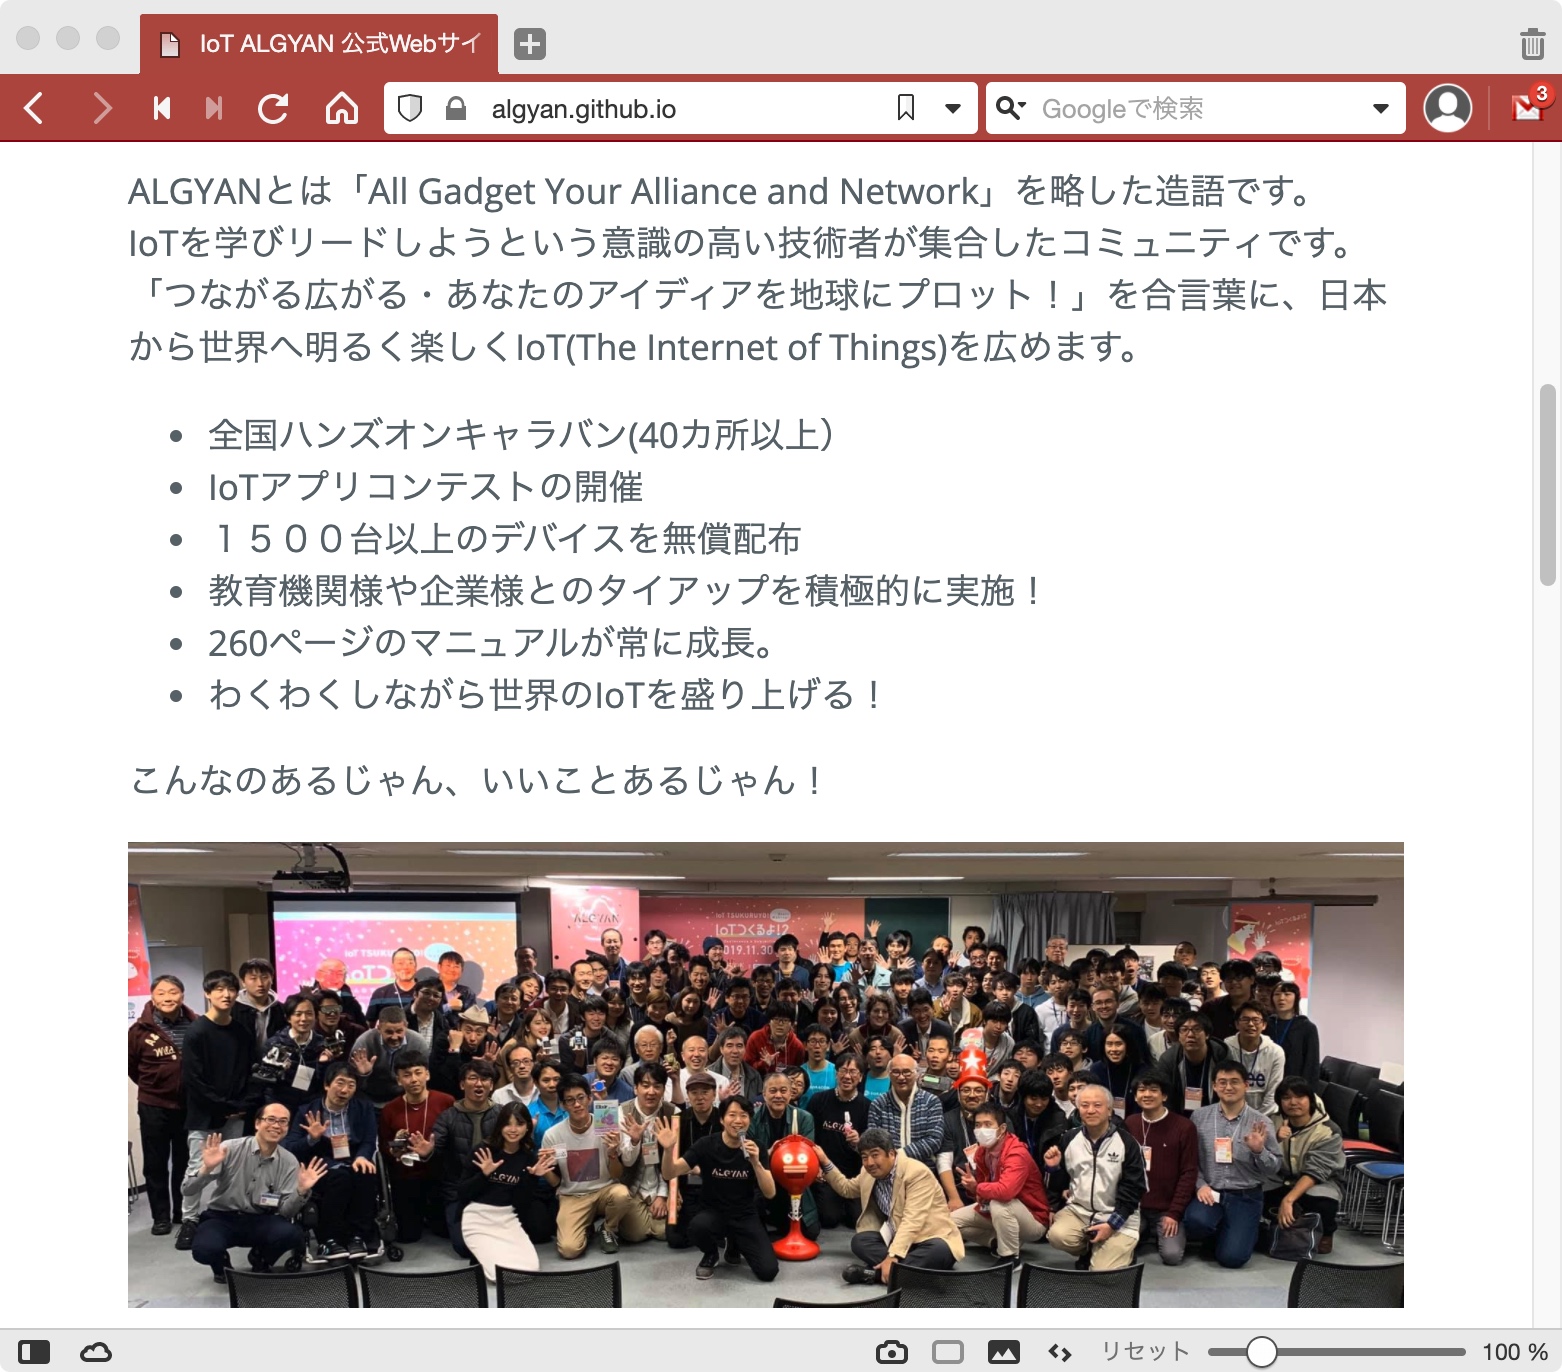 IoT ALGYAN 公式Webサイ
3
algyan.github.io
Googleで検索
ALGYANとは「All Gadget Your Alliance and Network」を略した造語です。
IoTを学びリードしようという意識の高い技術者が集合したコミュニティです。
「つながる広がる・あなたのアイディアを地球にプロット！」を合言葉に、日本
から世界へ明るく楽しくIoT(The Internet of Things)を広めます。
全国ハンズオンキャラバン(40カ所以上）
IoTアプリコンテストの開催
１５００台以上のデバイスを無償配布
教育機関様や企業様とのタイアップを積極的に実施！
260ページのマニュアルが常に成長。
わくわくしながら世界のIoTを盛り上げる！
こんなのあるじゃん、いいことあるじゃん！
ALGYAN
IoT TSUKURUYO!
IoTつくるよ!2
019.11.30
ALGYAN
ALGYAN
リセット
100 %